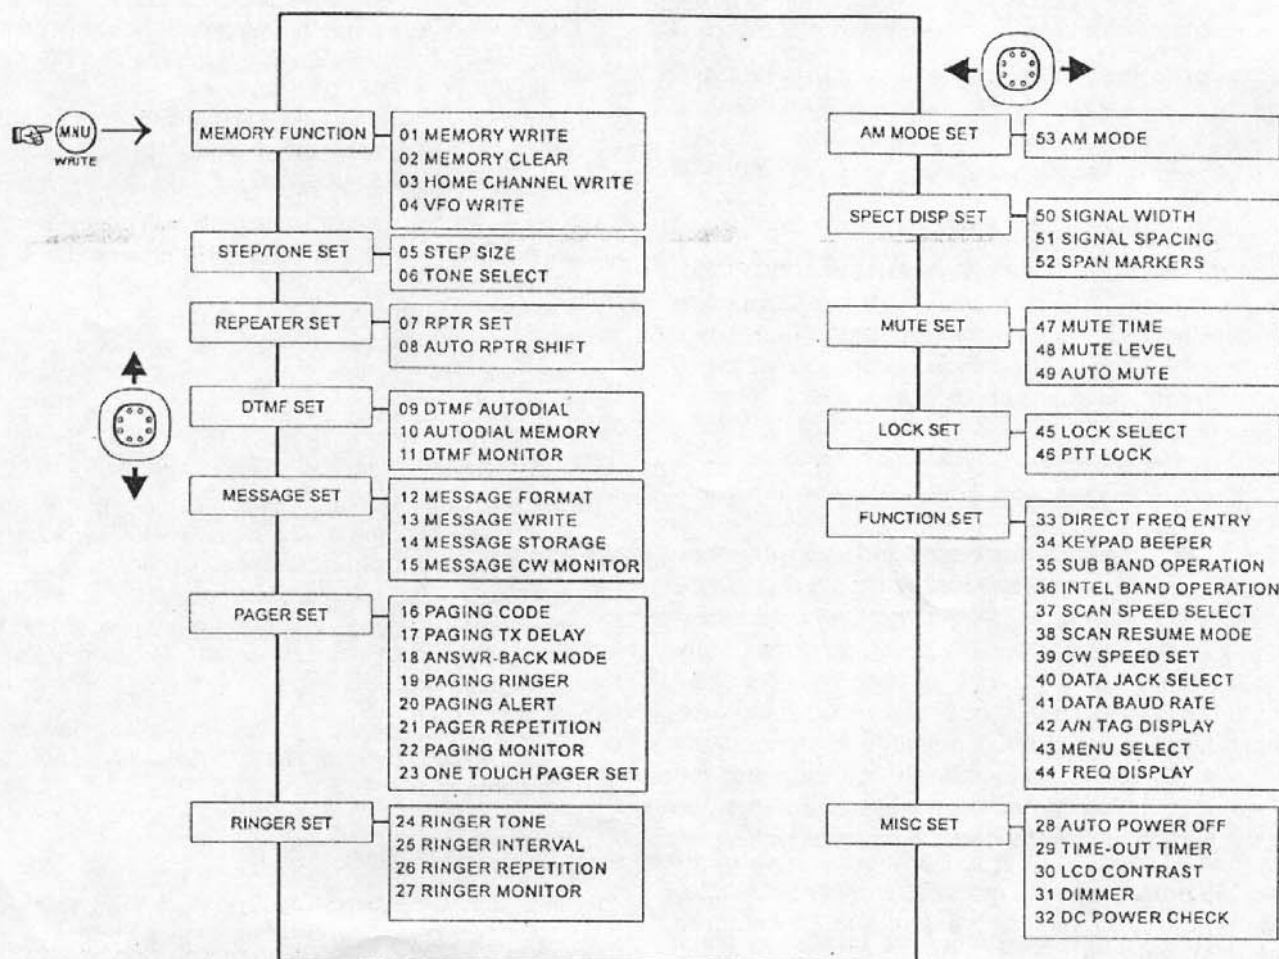 MNU
WRITE
MEMORY FUNCTION
01 MEMORY WRITE
02 MEMORY CLEAR
03 HOME CHANNEL WRITE
04 VFO WRITE
STEP/TONE SET
05 STEP SIZE
06 TONE SELECT
REPEATER SET
07 RPTR SET
08 AUTO RPTR SHIFT
DTMF SET
09 DTMF AUTODIAL
10 AUTODIAL MEMORY
11 DTMF MONITOR
MESSAGE SET
12 MESSAGE FORMAT
13 MESSAGE WRITE
14 MESSAGE STORAGE
15 MESSAGE CW MONITOR
PAGER SET
16 PAGING CODE
17 PAGING TX DELAY
18 ANSWR-BACK MODE
19 PAGING RINGER
20 PAGING ALERT
21 PAGER REPETITION
22 PAGING MONITOR
23 ONE TOUCH PAGER SET
RINGER SET
24 RINGER TONE
25 RINGER INTERVAL
26 RINGER REPETITION
27 RINGER MONITOR
AM MODE SET
53 AM MODE
SPECT DISP SET
50 SIGNAL WIDTH
51 SIGNAL SPACING
52 SPAN MARKERS
MUTE SET
47 MUTE TIME
48 MUTE LEVEL
49 AUTO MUTE
LOCK SET
45 LOCK SELECT
46 PTT LOCK
FUNCTION SET
33 DIRECT FREQ ENTRY
34 KEYPAD BEEPER
35 SUB BAND OPERATION
36 INTEL BAND OPERATION
37 SCAN SPEED SELECT
38 SCAN RESUME MODE
39 CW SPEED SET
40 DATA JACK SELECT
41 DATA BAUD RATE
42 A/N TAG DISPLAY
43 MENU SELECT
44 FREQ DISPLAY
MISC SET
28 AUTO POWER OFF
29 TIME-OUT TIMER
30 LCD CONTRAST
31 DIMMER
32 DC POWER CHECK